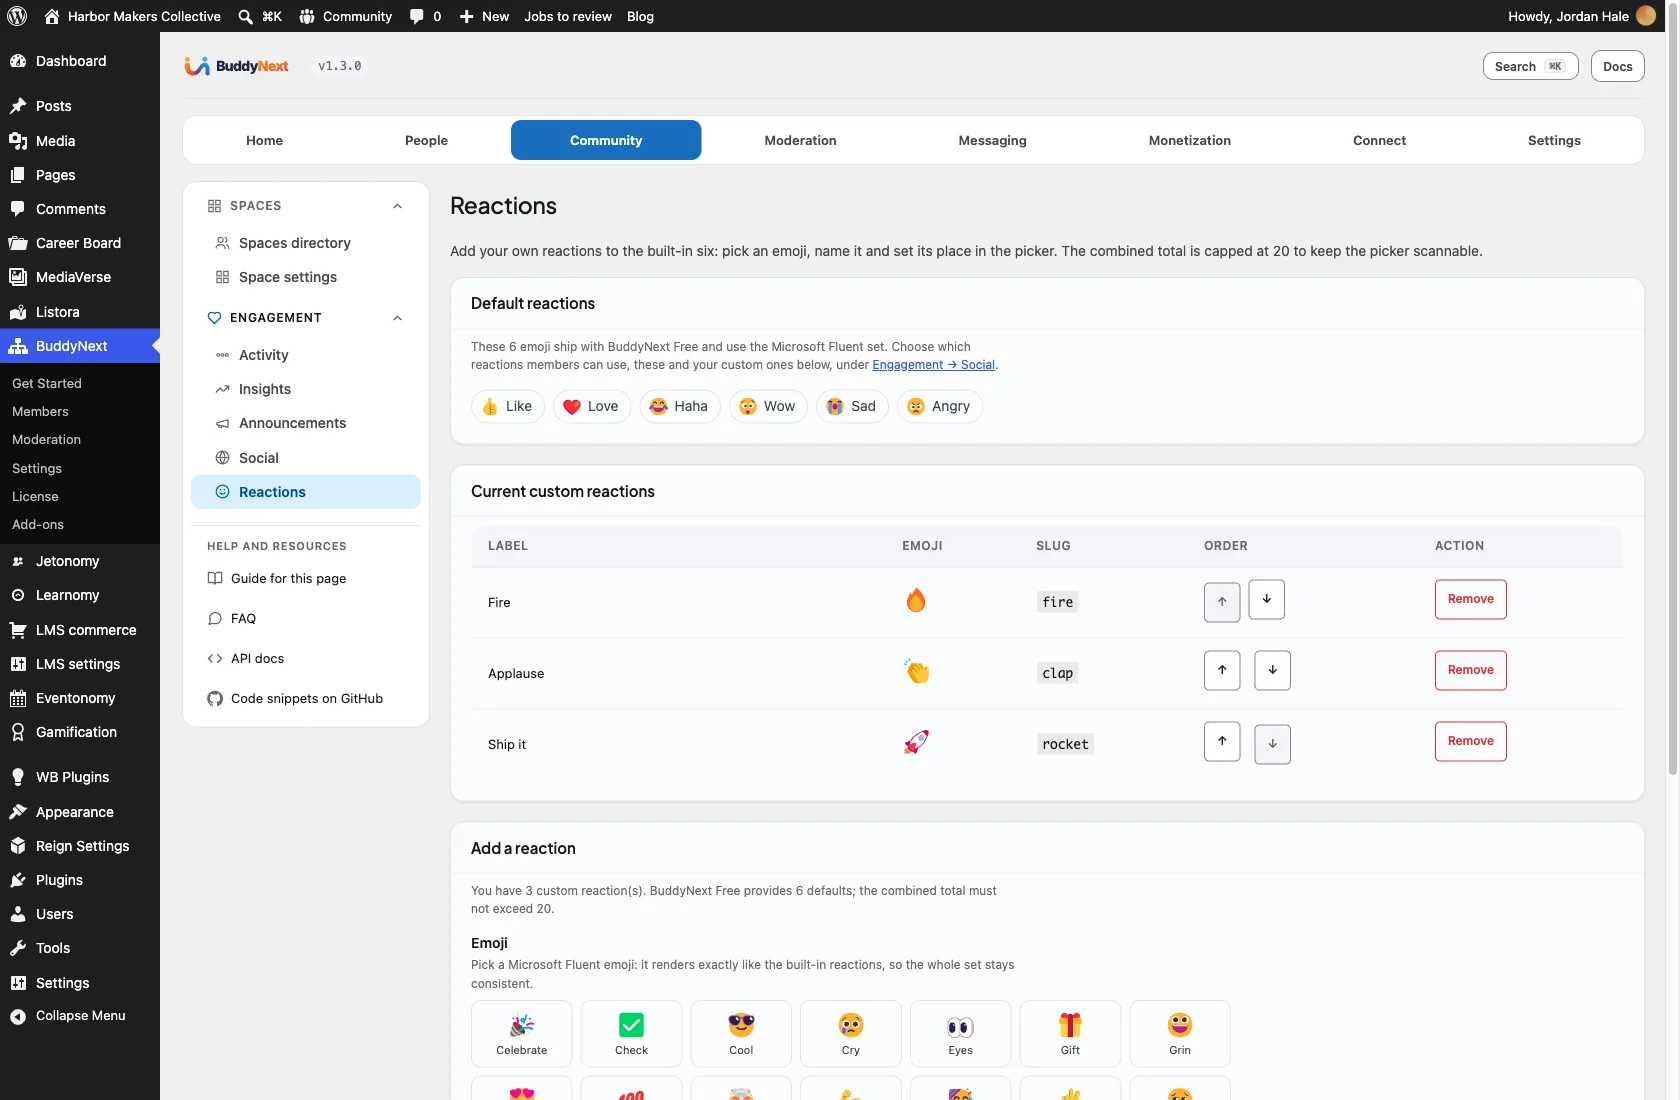 Harbor Makers Collective ⌘K Community 0 New Jobs to review Blog Howdy, Jordan Hale
Dashboard
Posts
Media
Pages
Comments
Career Board
MediaVerse
Listora
BuddyNext
Get Started
Members
Moderation
Settings
License
Add-ons
Jetonomy
Learnomy
LMS commerce
LMS settings
Eventonomy
Gamification
WB Plugins
Appearance
Reign Settings
Plugins
Users
Tools
Settings
Collapse Menu
BuddyNext v1.3.0 Search ⌘K Docs
Home People Community Moderation Messaging Monetization Connect Settings
SPACES
Spaces directory
Space settings
ENGAGEMENT
Activity
Insights
Announcements
Social
Reactions
HELP AND RESOURCES
Guide for this page
FAQ
API docs
Code snippets on GitHub
Reactions
Add your own reactions to the built-in six: pick an emoji, name it and set its place in the picker. The combined total is capped at 20 to keep the picker scannable.
Default reactions
These 6 emoji ship with BuddyNext Free and use the Microsoft Fluent set. Choose which
reactions members can use, these and your custom ones below, under Engagement → Social.
Like Love Haha Wow Sad Angry
Current custom reactions
LABEL EMOJI SLUG ORDER ACTION
Fire fire ↑ ↓ Remove
Applause clap ↑ ↓ Remove
Ship it rocket ↑ ↓ Remove
Add a reaction
You have 3 custom reaction(s). BuddyNext Free provides 6 defaults; the combined total must
not exceed 20.
Emoji
Pick a Microsoft Fluent emoji: it renders exactly like the built-in reactions, so the whole set stays
consistent.
Celebrate Check Cool Cry Eyes Gift Grin